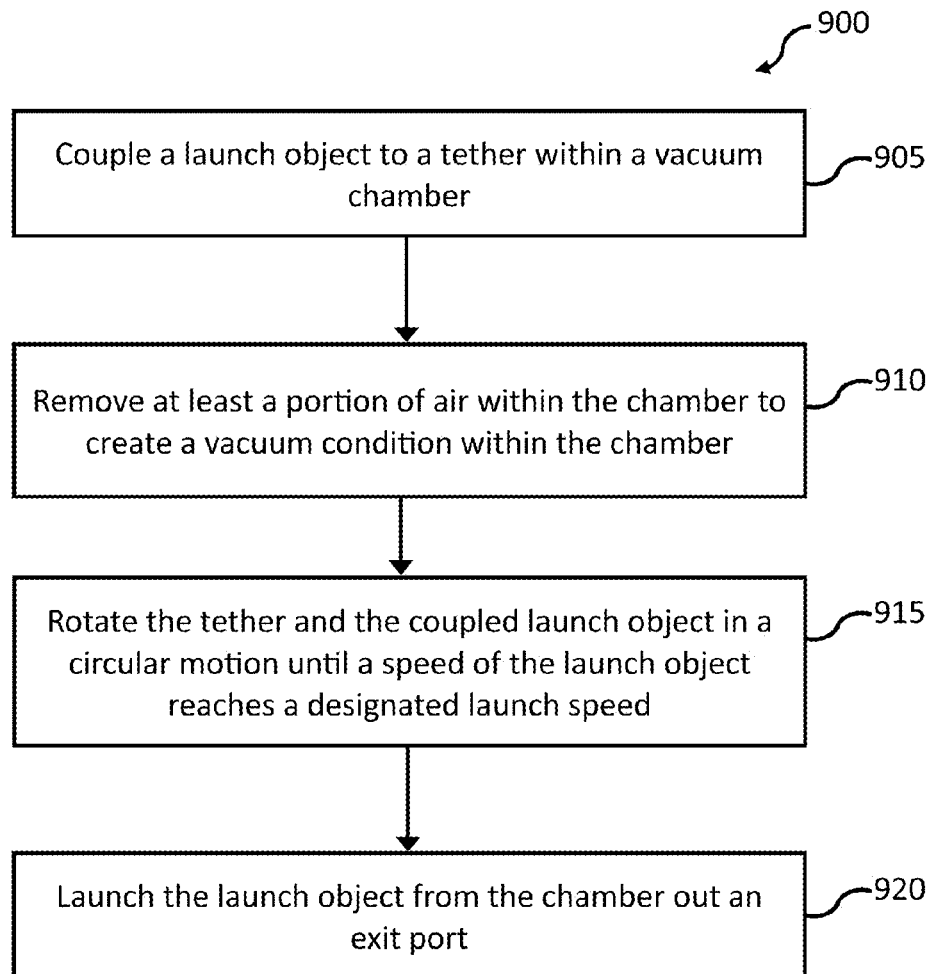 900
Couple a launch object to a tether within a vacuum
chamber
905
Remove at least a portion of air within the chamber to
create a vacuum condition within the chamber
910
Rotate the tether and the coupled launch object in a
circular motion until a speed of the launch object
reaches a designated launch speed
915
Launch the launch object from the chamber out an
exit port
920